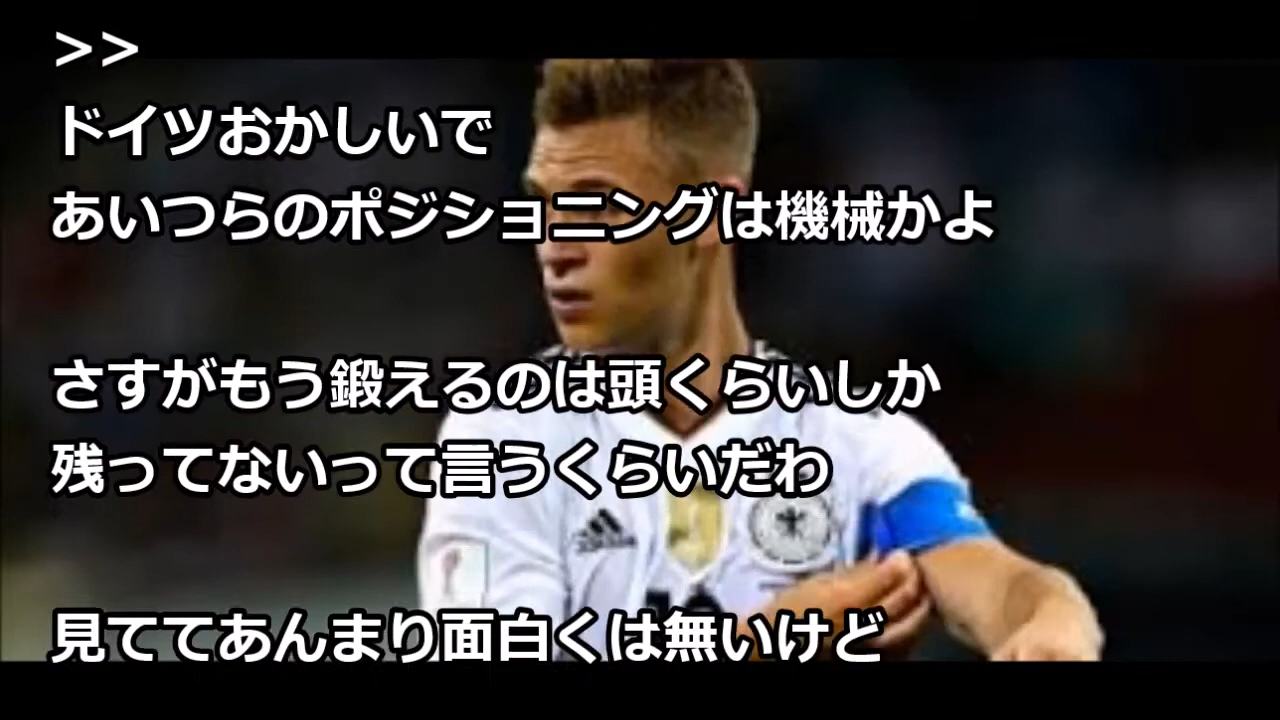 >>
ドイツおかしいで
あいつらのポジショニングは機械かよ
さすがもう鍛えるのは頭くらいしか
残ってないって言うくらいだわ
見ててあんまり面白くは無いけど